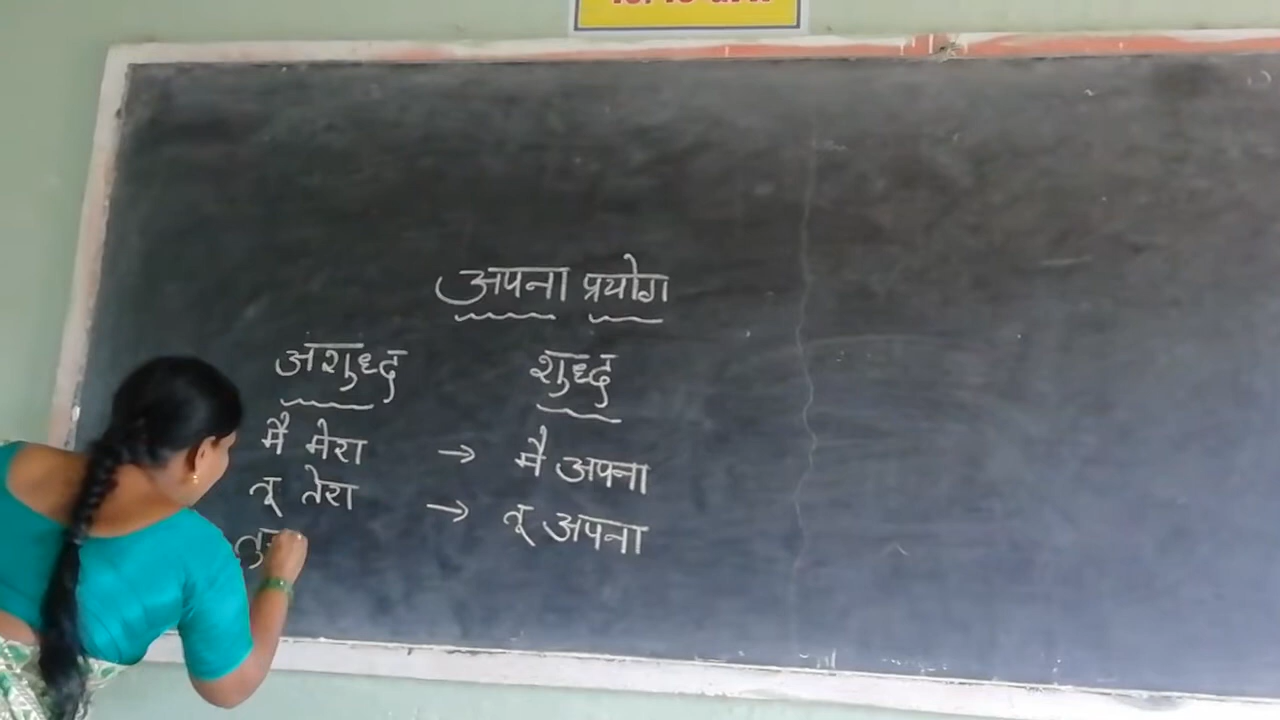 अपना प्रयोग
अशुध्द शुध्द
मै मेरा → मै अपना
तू तेरा → तू अपना